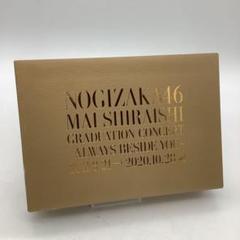 NOGIZAKA46
MAI SHIRAISHI
GRADUATION CONCERT
ALWAYS BESIDE YOU
2020.10.28